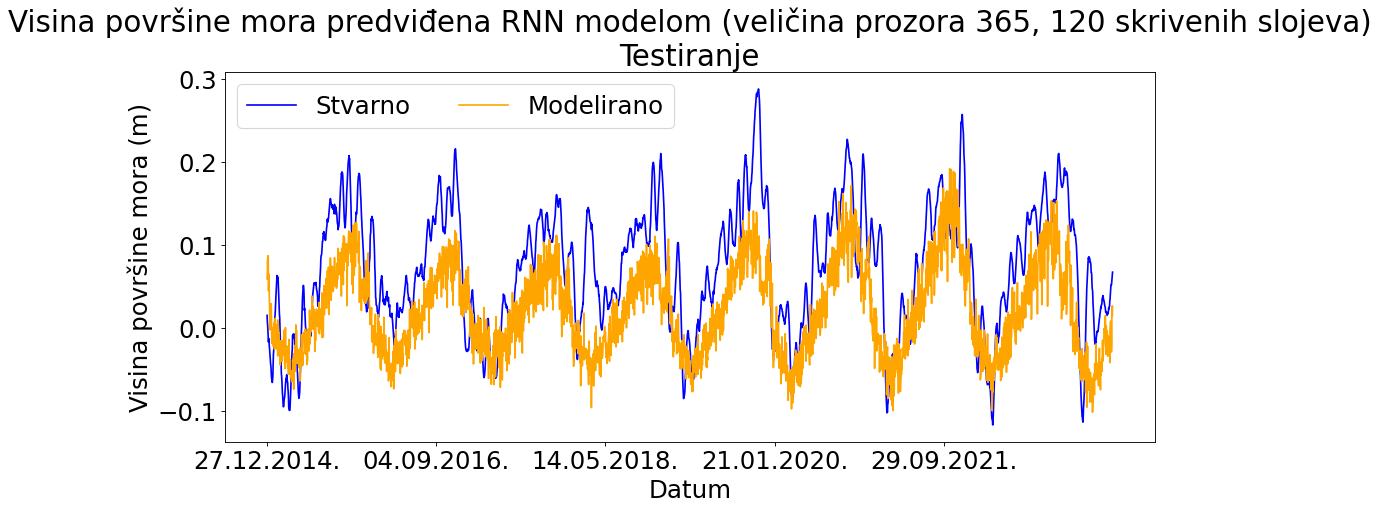 Visina površine mora predviđena RNN modelom (veličina prozora 365, 120 skrivenih slojeva)
Testiranje
Stvarno
Modelirano
Visina površine mora (m)
0.3
0.2
0.1
0.0
−0.1
27.12.2014.
04.09.2016.
14.05.2018.
21.01.2020.
29.09.2021.
Datum